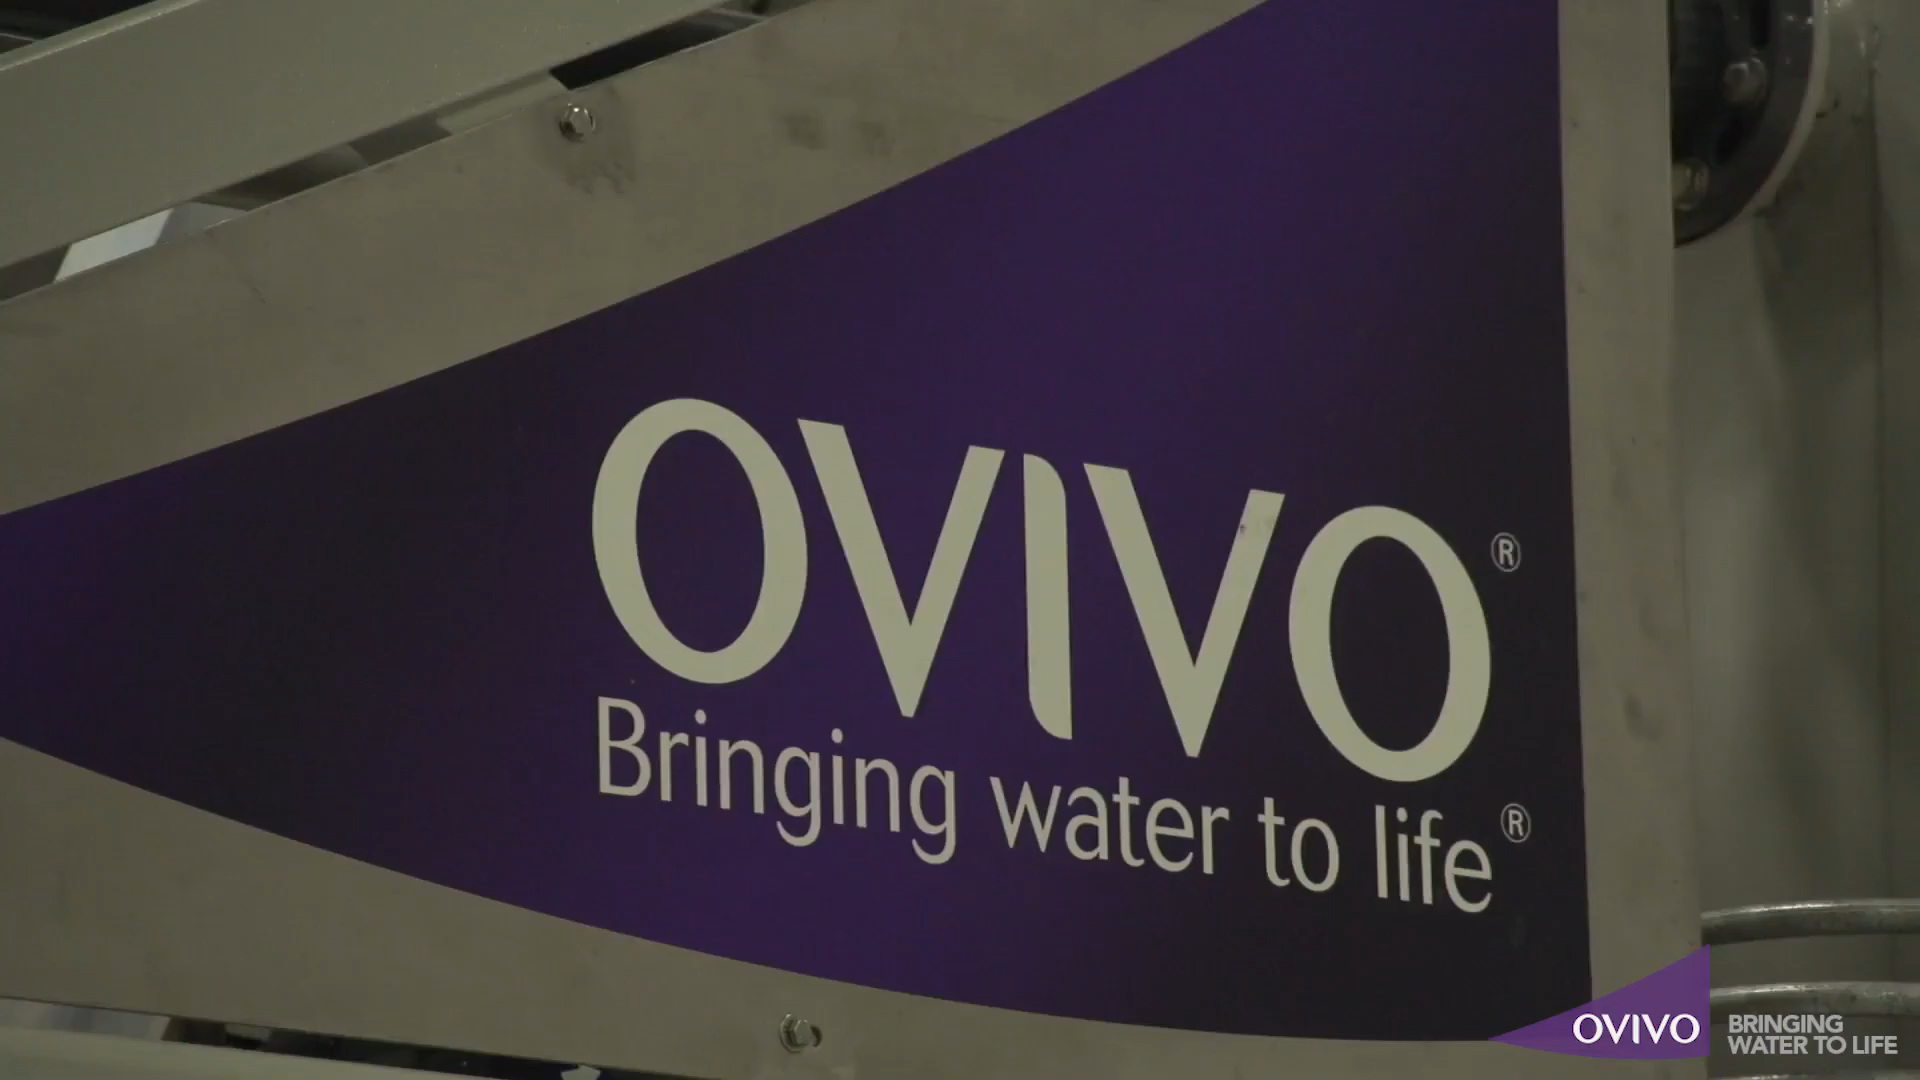 OVIVO®
Bringing water to life®
OVIVO
BRINGING
WATER TO LIFE